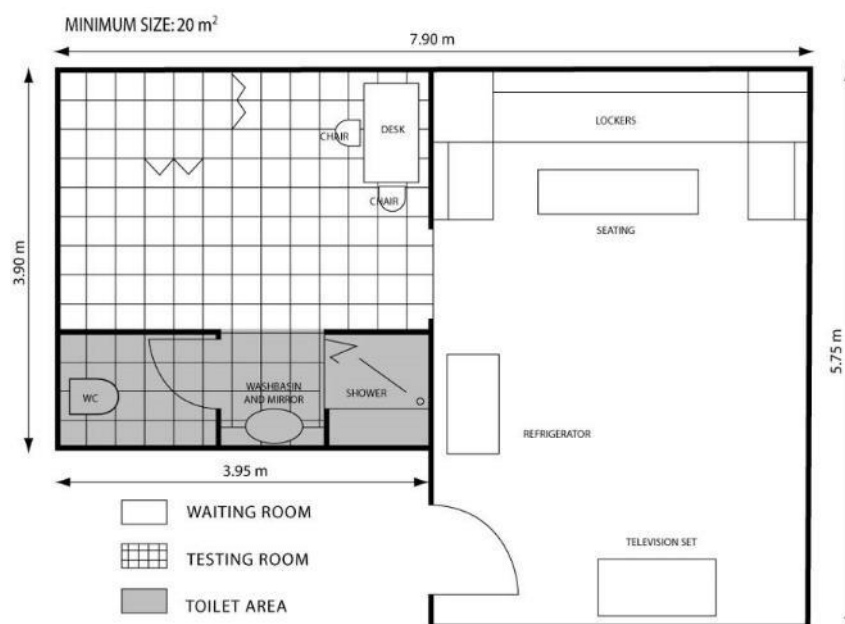 MINIMUM SIZE: 20 m²
7.90 m
LOCKERS
CHAIR
DESK
CHAIR
SEATING
3.90 m
5.75 m
WC
WASHBASIN
AND MIRROR
SHOWER
REFRIGERATOR
3.95 m
WAITING ROOM
TESTING ROOM
TOILET AREA
TELEVISION SET